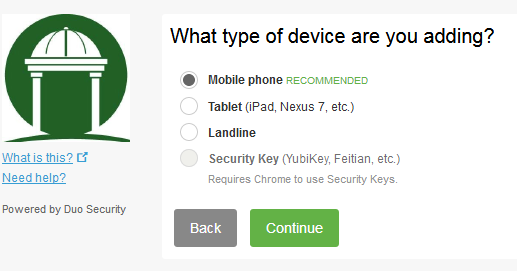 What type of device are you adding?
Mobile phone RECOMMENDED
Tablet (iPad, Nexus 7, etc.)
Landline
Security Key (YubiKey, Feitian, etc.)
Requires Chrome to use Security Keys.
Back
Continue
What is this?
Need help?
Powered by Duo Security